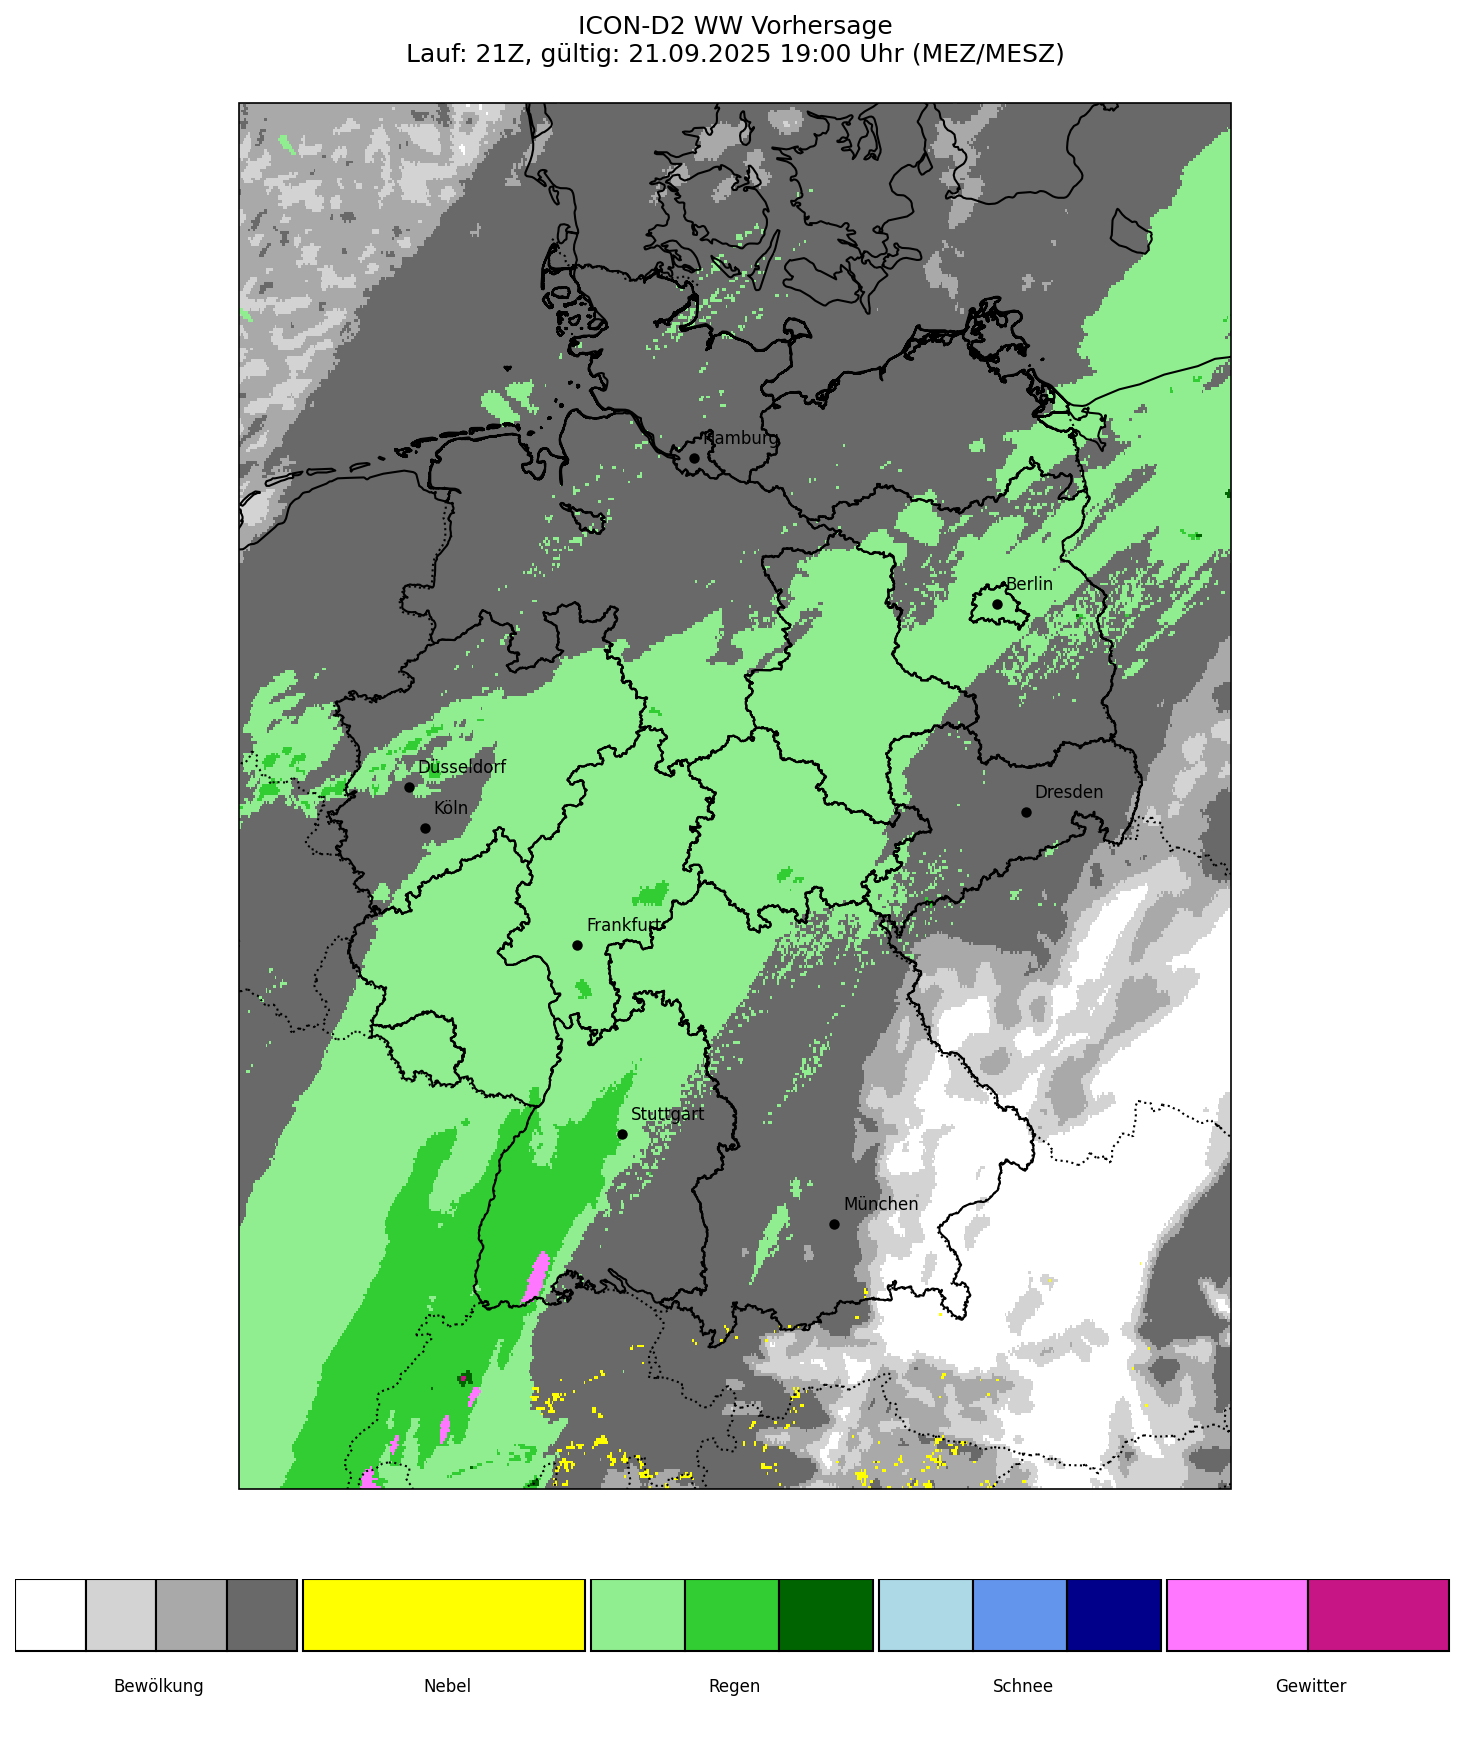 ICON-D2 WW Vorhersage
Lauf: 21Z, gültig: 21.09.2025 19:00 Uhr (MEZ/MESZ)
Hamburg
Berlin
Düsseldorf
Dresden
Köln
Frankfurt
Stuttgart
München
Bewölkung
Nebel
Regen
Schnee
Gewitter